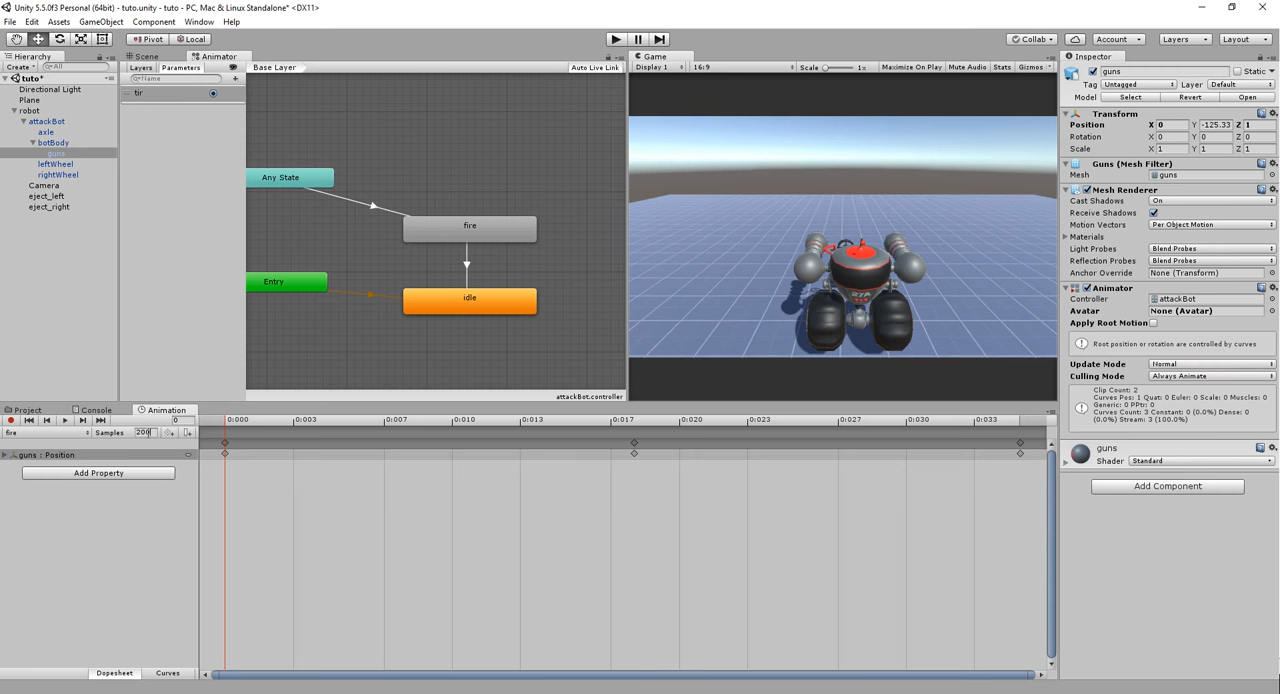 Unity 5.5.0f3 Personal (64bit) - tuto.unity - tuto - PC, Mac & Linux Standalone* <DX11>
File Edit Assets GameObject Component Window Help
Pivot Local Collab Account Layers Layout
Hierarchy Scene Animator Game Inspector
Create All Layers Parameters Base Layer Auto Live Link Display 1 16:9 Scale 1x Maximize On Play Mute Audio Stats Gizmos
guns Static
tuto*
Name
Tag Untagged Layer Default
Directional Light
tir
Model Select Revert Open
Plane
robot
Transform
attackBot
Position X 0 Y -125.33 Z 1
axle
Rotation X 0 Y 0 Z 0
botBody
Scale X 1 Y 1 Z 1
guns
Guns (Mesh Filter)
leftWheel
Mesh guns
rightWheel
Any State
Mesh Renderer
Camera
Cast Shadows On
eject_left
Receive Shadows
eject_right
fire
Motion Vectors Per Object Motion
Materials
Light Probes Blend Probes
Reflection Probes Blend Probes
Anchor Override None (Transform)
Entry
idle
Animator
Controller attackBot
Avatar None (Avatar)
Apply Root Motion
Root position or rotation are controlled by curves
Update Mode Normal
Culling Mode Always Animate
Clip Count: 2
Curves Pos: 1 Quat: 0 Euler: 0 Scale: 0 Muscles: 0
Generic: 0 PPtr: 0
Curves Count: 3 Constant: 0 (0.0%) Dense: 0
(0.0%) Stream: 3 (100.0%)
attackBot.controller
Project Console Animation
0 0:000 0:003 0:007 0:010 0:013 0:017 0:020 0:023 0:027 0:030 0:033
fire Samples 200
guns : Position
guns
Shader Standard
Add Property
Add Component
Dopesheet Curves